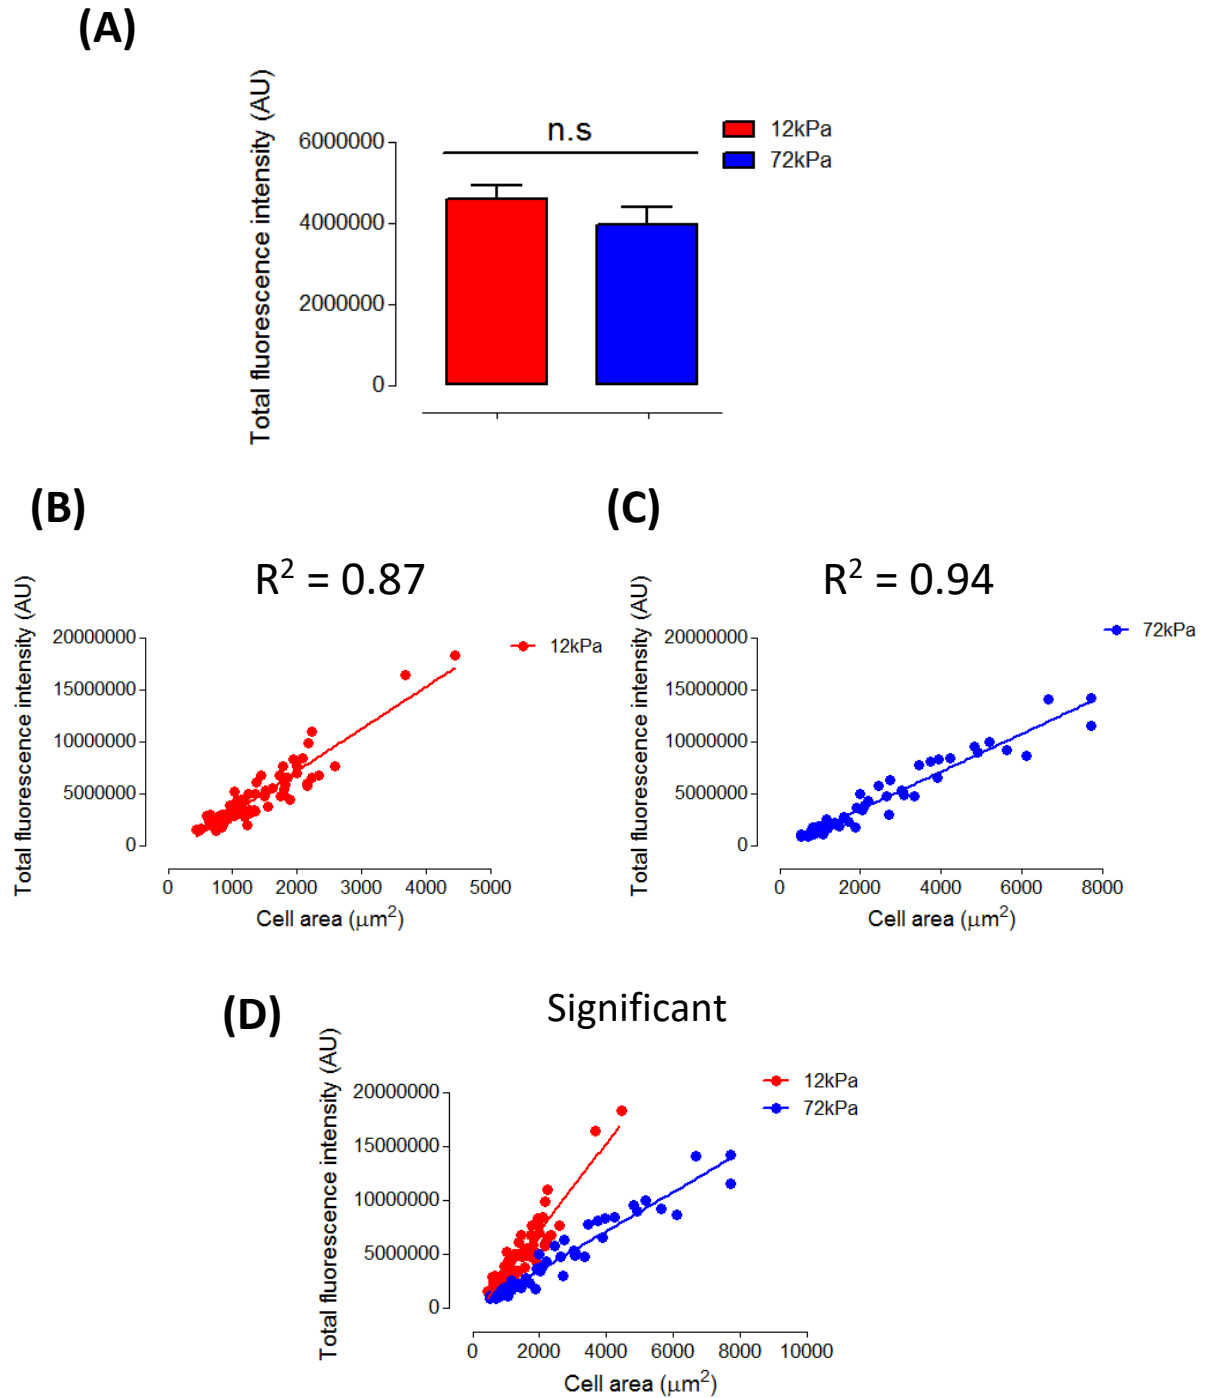 (A)
Total fluorescence intensity (AU)
6000000
4000000
2000000
0
n.s
12kPa
72kPa
(B)
R² = 0.87
Total fluorescence intensity (AU)
20000000
15000000
10000000
5000000
0
12kPa
0 1000 2000 3000 4000 5000
Cell area (μm²)
(C)
R² = 0.94
Total fluorescence intensity (AU)
20000000
15000000
10000000
5000000
0
72kPa
0 2000 4000 6000 8000
Cell area (μm²)
(D)
Significant
Total fluorescence intensity (AU)
20000000
15000000
10000000
5000000
0
12kPa
72kPa
0 2000 4000 6000 8000 10000
Cell area (μm²)